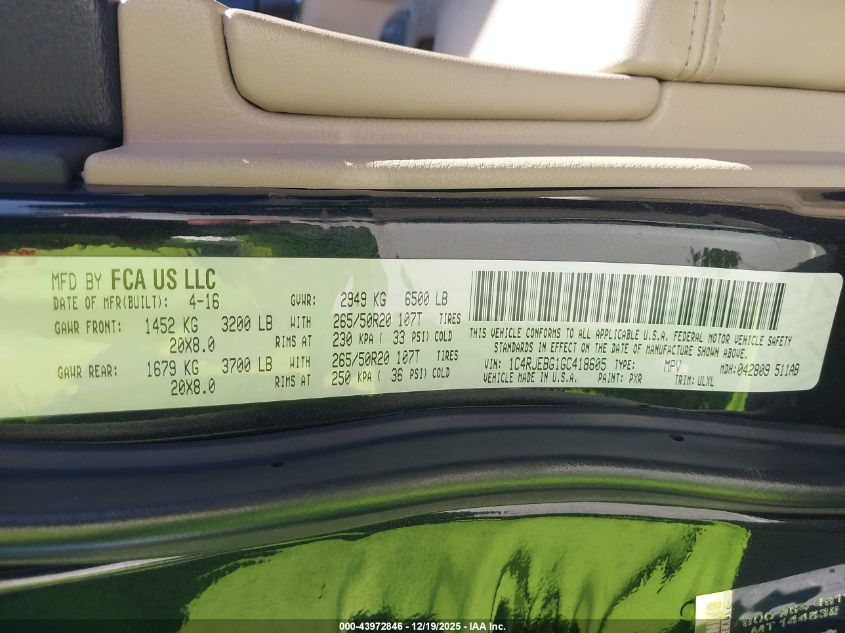 MFD BY FCA US LLC
DATE OF MFR(BUILT): 4-16 GVWR: 2949 KG 6500 LB
GAWR FRONT: 1452 KG 3200 LB WITH 265/50R20 107T TIRES
20X8.0 RIMS AT 230 KPA ( 33 PSI) COLD
GAWR REAR: 1679 KG 3700 LB WITH 265/50R20 107T TIRES
20X8.0 RIMS AT 250 KPA ( 36 PSI) COLD
THIS VEHICLE CONFORMS TO ALL APPLICABLE U.S.A. FEDERAL MOTOR VEHICLE SAFETY
STANDARDS IN EFFECT ON THE DATE OF MANUFACTURE SHOWN ABOVE.
VIN: 1C4RJEBG1GC418605 TYPE: MPV MDH: 042809 511AB
VEHICLE MADE IN U.S.A. PAINT: PXR TRIM: ULXL
000-43972846 - 12/19/2025 - IAA Inc.